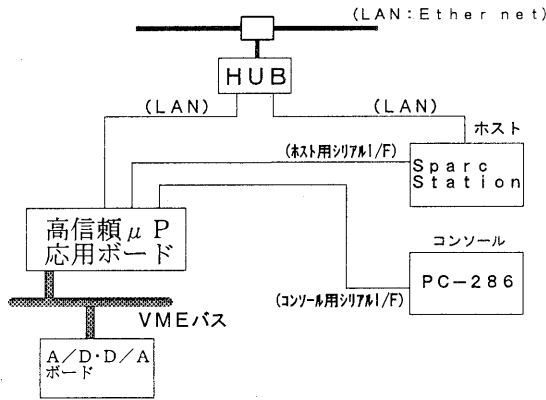 (LAN:Ether net)
HUB
(LAN)
(LAN)
ホスト
(ホスト用シリアルI/F)
Sparc
Station
高信頼μP
応用ボード
コンソール
PC-286
(コンソール用シリアルI/F)
VMEバス
A/D・D/A
ボード